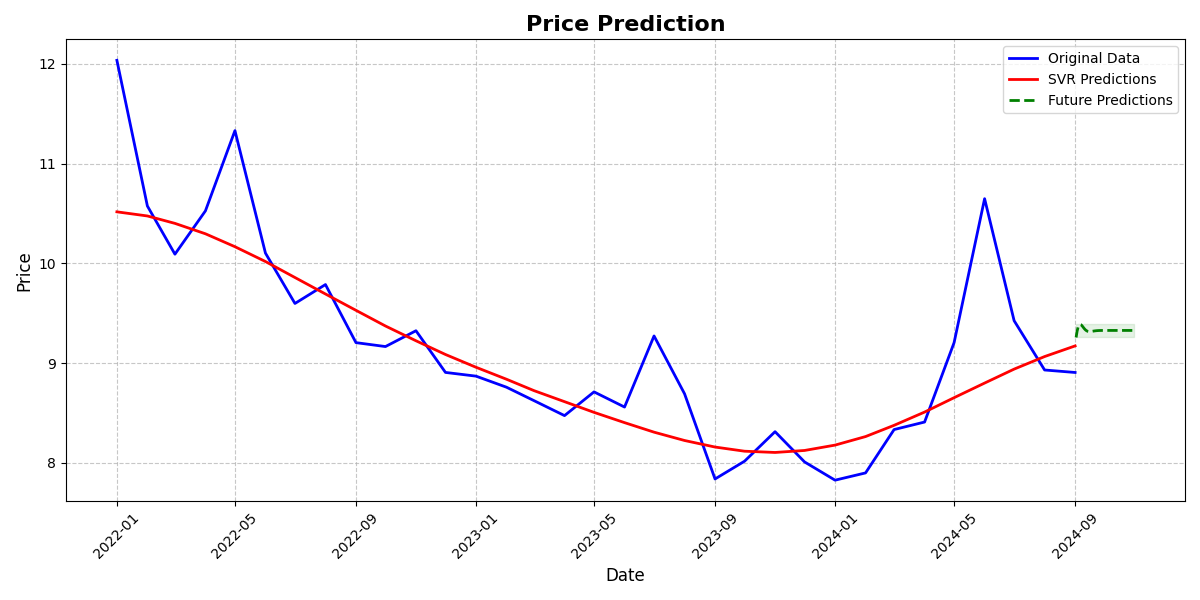 Price Prediction
Original Data
SVR Predictions
Future Predictions
Price
12
11
10
9
8
2022-01
2022-05
2022-09
2023-01
2023-05
2023-09
2024-01
2024-05
2024-09
Date